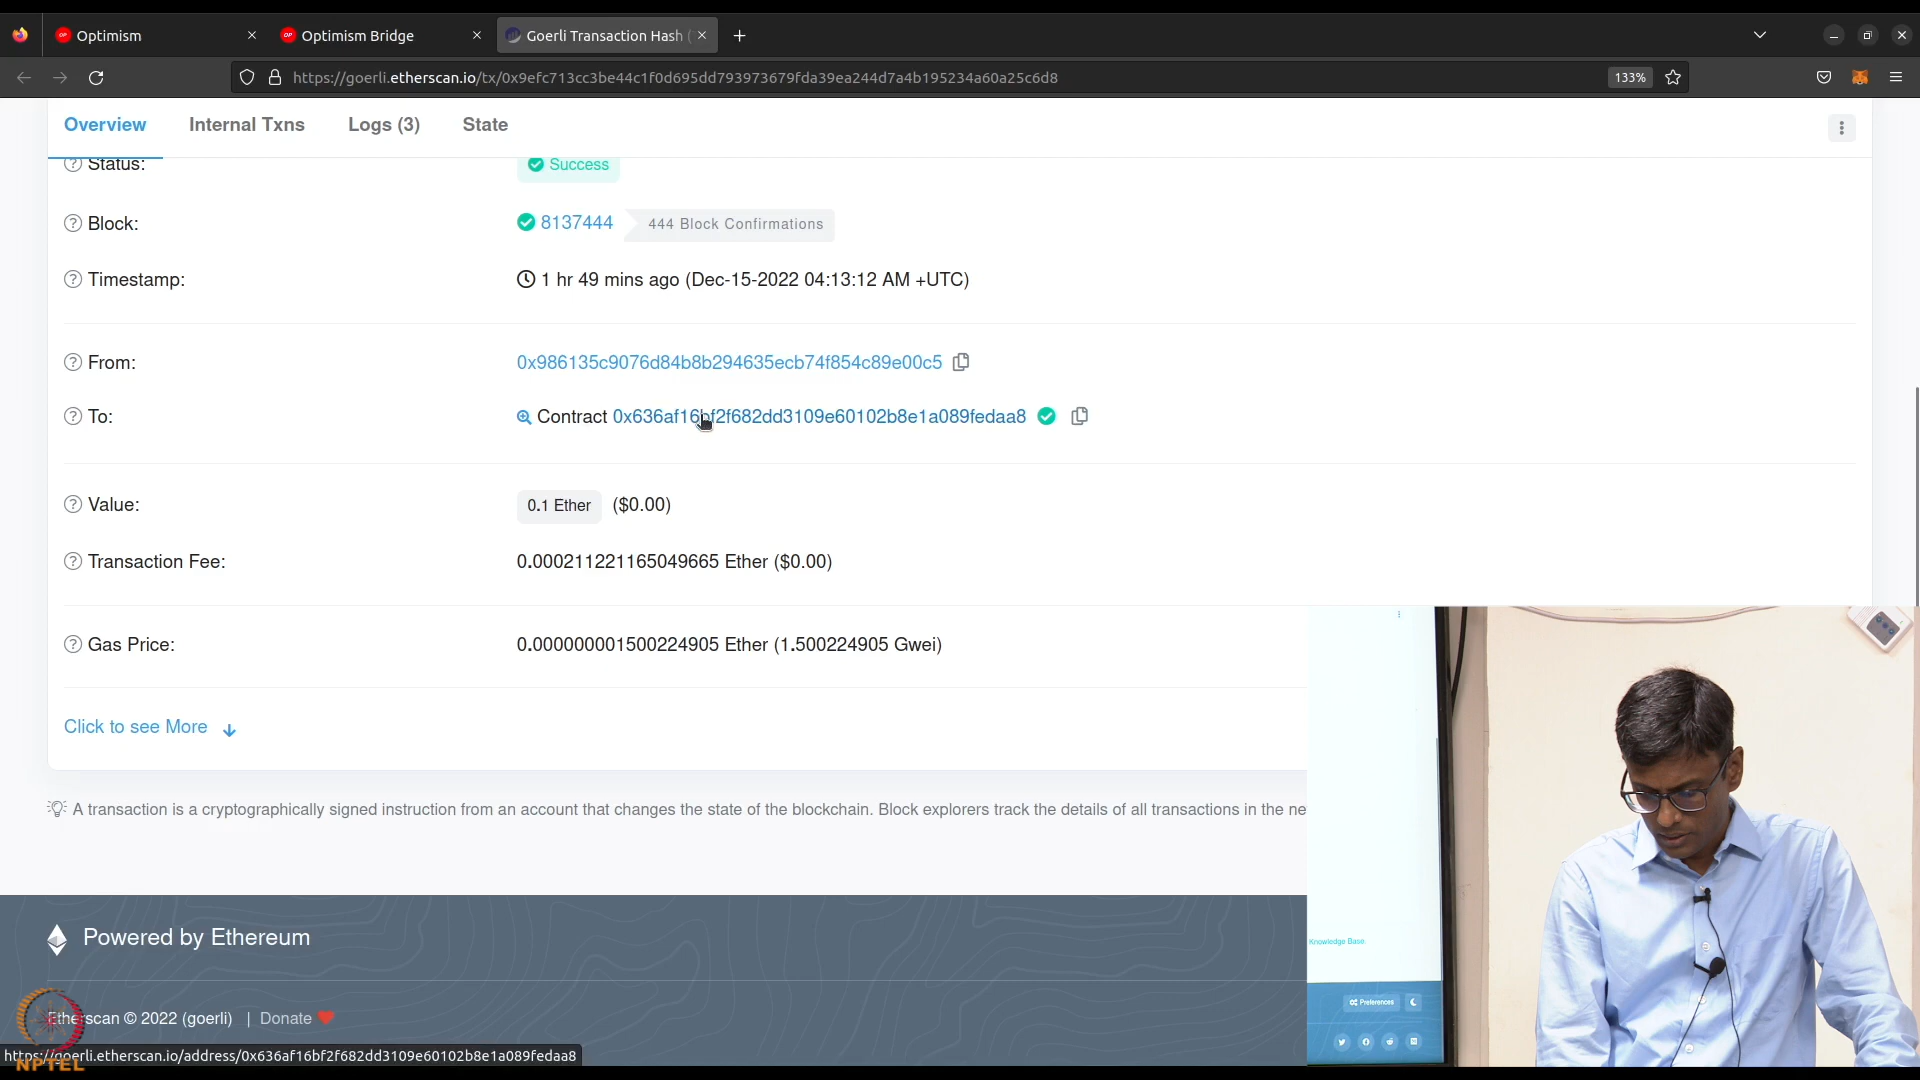 Optimism
Optimism Bridge
Goerli Transaction Hash (
https://goerli.etherscan.io/tx/0x9efc713cc3be44c1f0d695dd793973679fda39ea244d7a4b195234a60a25c6d8
133%
Overview
Internal Txns
Logs (3)
State
Status:
Success
Block:
8137444
444 Block Confirmations
Timestamp:
1 hr 49 mins ago (Dec-15-2022 04:13:12 AM +UTC)
From:
0x986135c9076d84b8b294635ecb74f854c89e00c5
To:
Contract 0x636af16bf2f682dd3109e60102b8e1a089fedaa8
Value:
0.1 Ether ($0.00)
Transaction Fee:
0.000211221165049665 Ether ($0.00)
Gas Price:
0.000000001500224905 Ether (1.500224905 Gwei)
Click to see More
A transaction is a cryptographically signed instruction from an account that changes the state of the blockchain. Block explorers track the details of all transactions in the ne
Knowledge Base.
Powered by Ethereum
Preferences
Etherscan © 2022 (goerli) | Donate
https://goerli.etherscan.io/address/0x636af16bf2f682dd3109e60102b8e1a089fedaa8
NPTEL